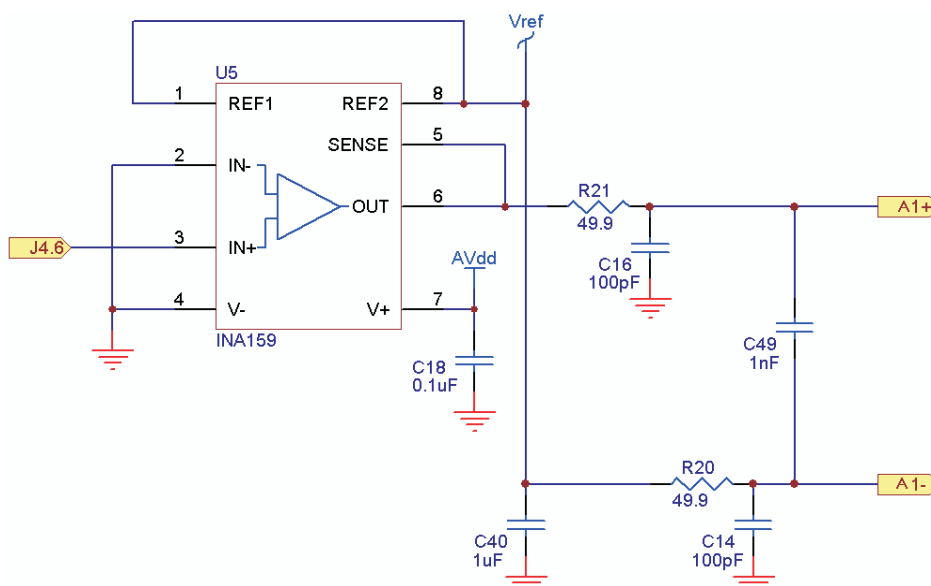 Vref
U5
1
REF1
REF2
8
SENSE
5
2
IN-
OUT
6
R21
49.9
A1+
J4.6
3
IN+
C16
100pF
AVdd
4
V-
V+
7
INA159
C18
0.1uF
C49
1nF
R20
49.9
A1-
C40
1uF
C14
100pF